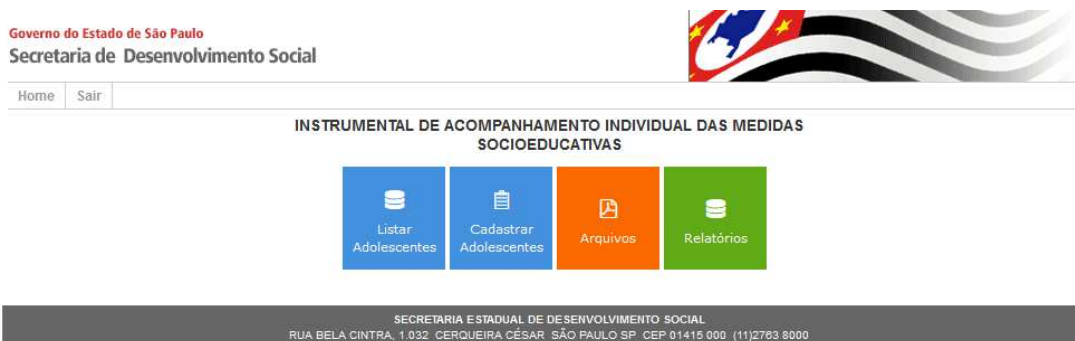 Governo do Estado de São Paulo
Secretaria de Desenvolvimento Social
Home Sair
INSTRUMENTAL DE ACOMPANHAMENTO INDIVIDUAL DAS MEDIDAS
SOCIOEDUCATIVAS
Listar
Adolescentes
Cadastrar
Adolescentes
Arquivos
Relatórios
SECRETARIA ESTADUAL DE DESENVOLVIMENTO SOCIAL
RUA BELA CINTRA, 1.032 CERQUEIRA CÉSAR SÃO PAULO SP CEP 01415 000 (11)2763 8000